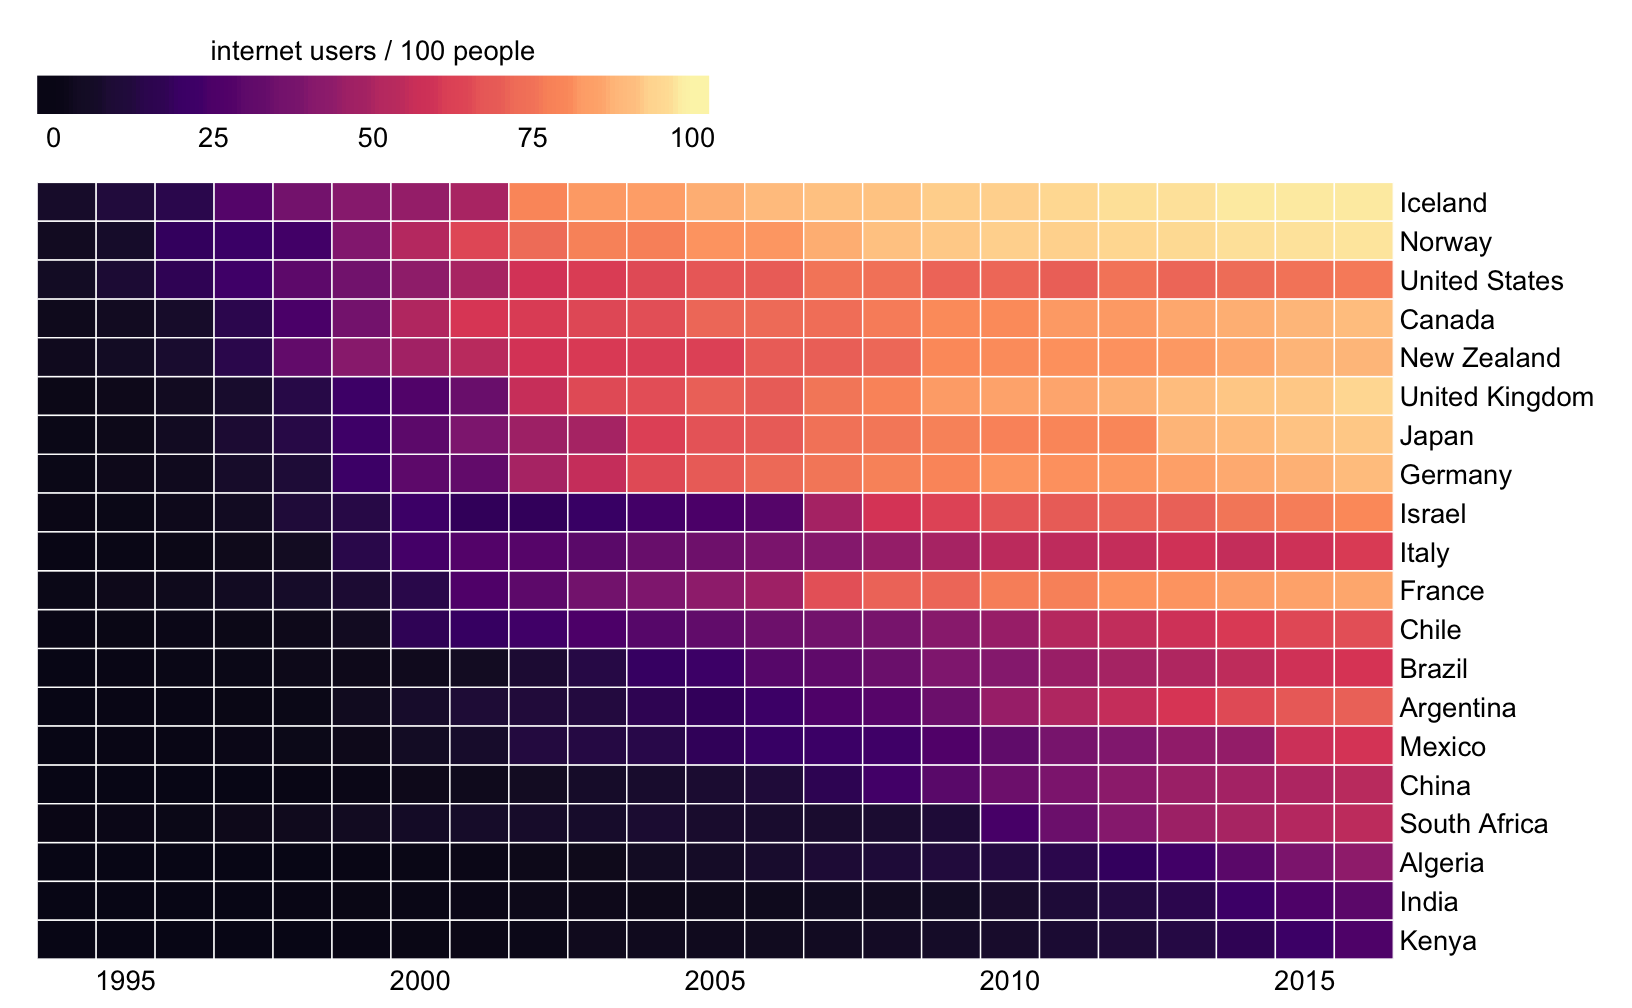 internet users / 100 people
0 25 50 75 100
Iceland
Norway
United States
Canada
New Zealand
United Kingdom
Japan
Germany
Israel
Italy
France
Chile
Brazil
Argentina
Mexico
China
South Africa
Algeria
India
Kenya
1995 2000 2005 2010 2015